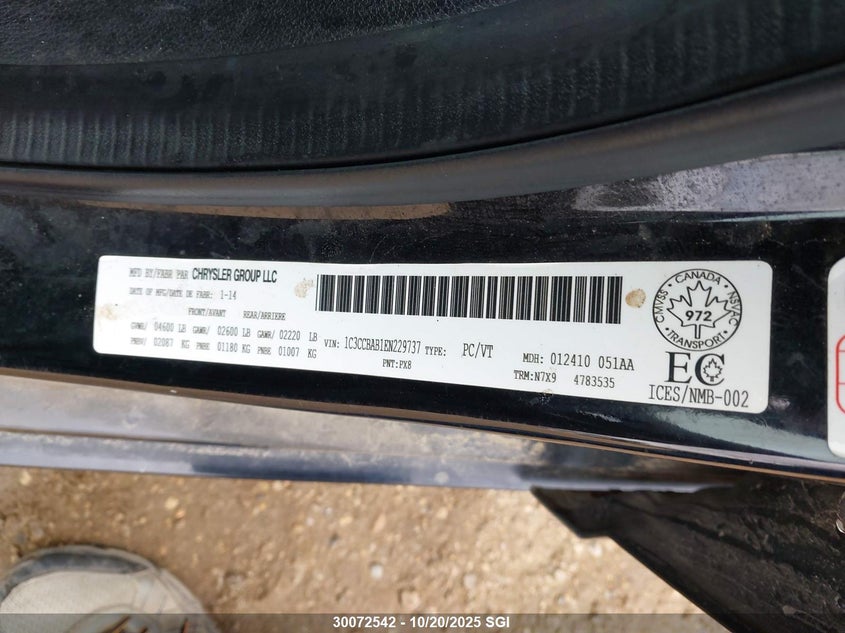 MFD BY/FABR PAR CHRYSLER GROUP LLC
DATE OF MFG/DATE DE FABR: 1-14
FRONT/AVANT REAR/ARRIERE
GVWR/ 04600 LB GAWR/ 02600 LB GAWR/ 02220 LB
PNBV/ 02087 KG PNBE 01180 KG PNBE 01007 KG
VIN: 1C3CCBAB1EN229737 TYPE: PC/VT
PNT: PX8
MDH: 012410 051AA
TRM: N7X9 4783535
CANADA
CMVSS NSVAC
972
TRANSPORT
EC
ICES/NMB-002
30072542 - 10/20/2025 SGI